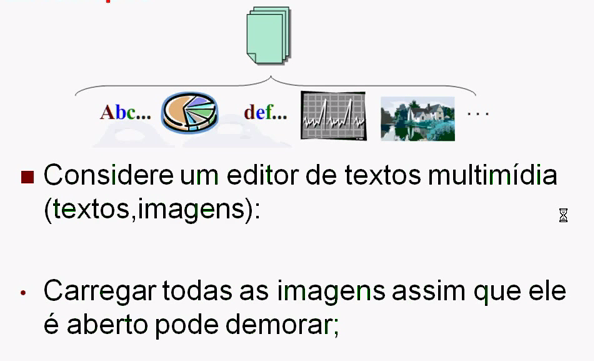 Abc... def... ...
Considere um editor de textos multimídia
(textos,imagens):
Carregar todas as imagens assim que ele
é aberto pode demorar;